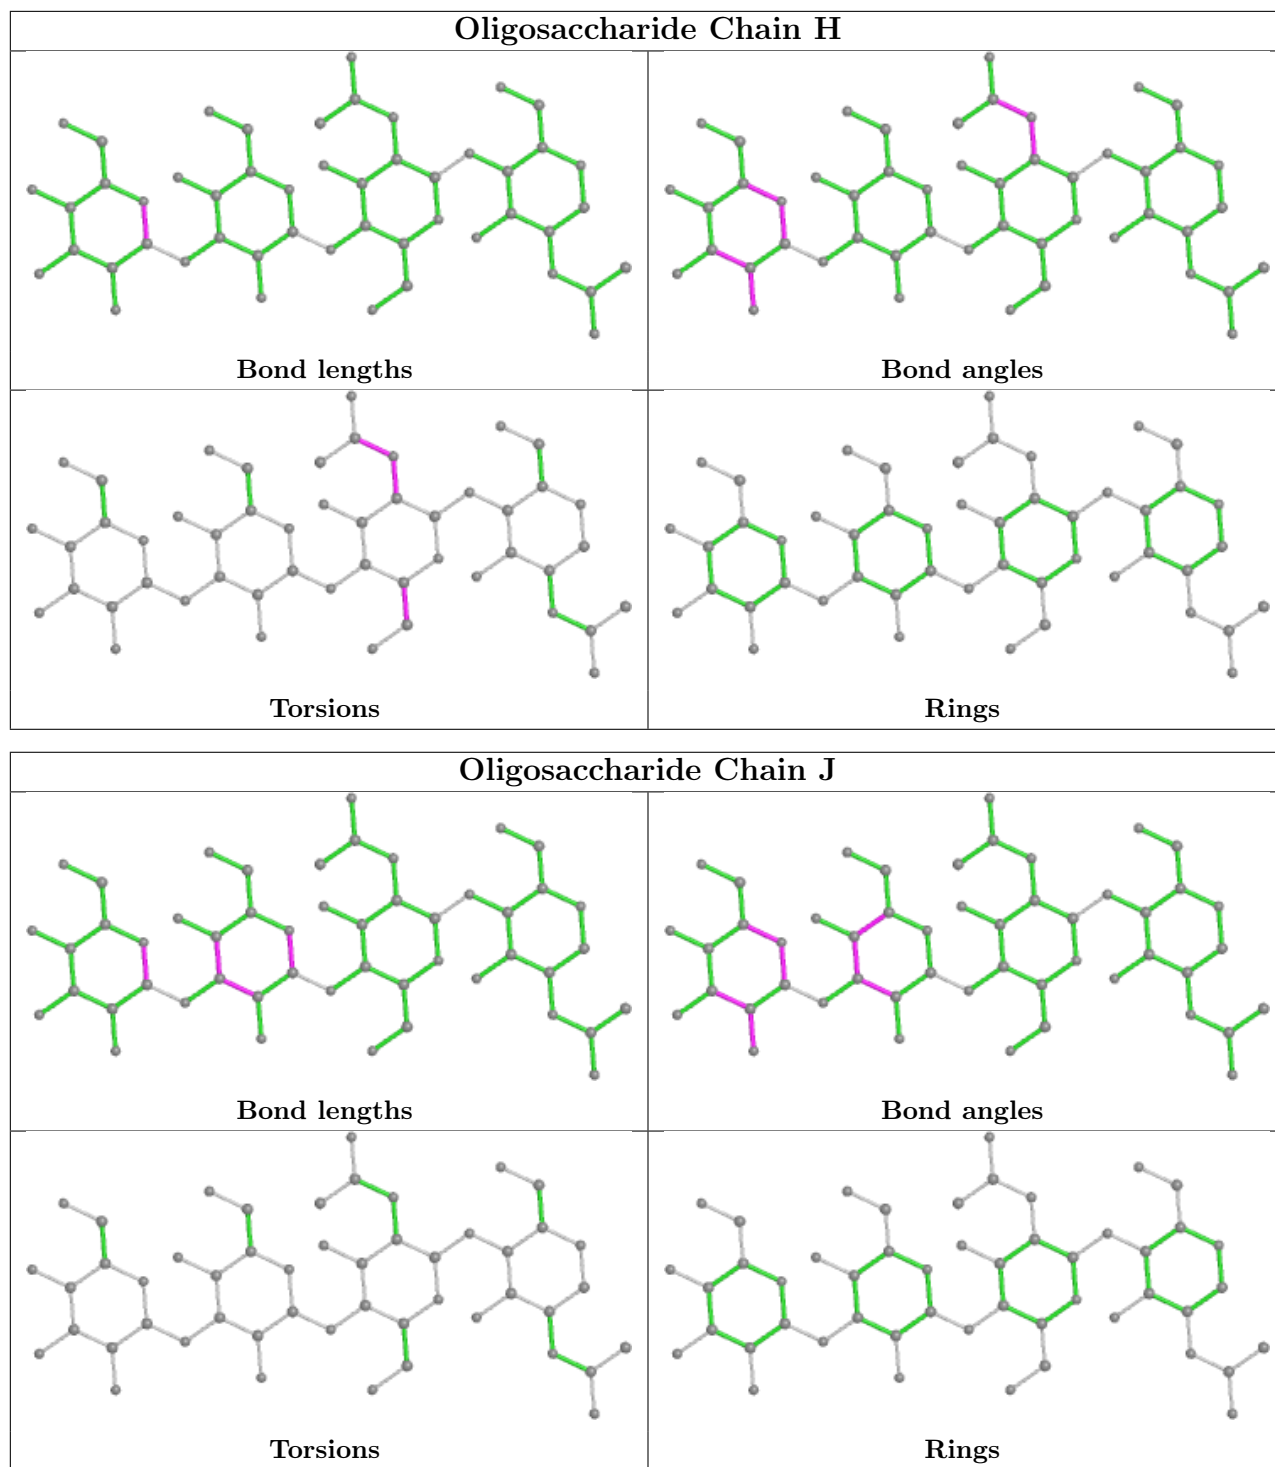 Oligosaccharide Chain H
Bond lengths
Bond angles
Torsions
Rings
Oligosaccharide Chain J
Bond lengths
Bond angles
Torsions
Rings